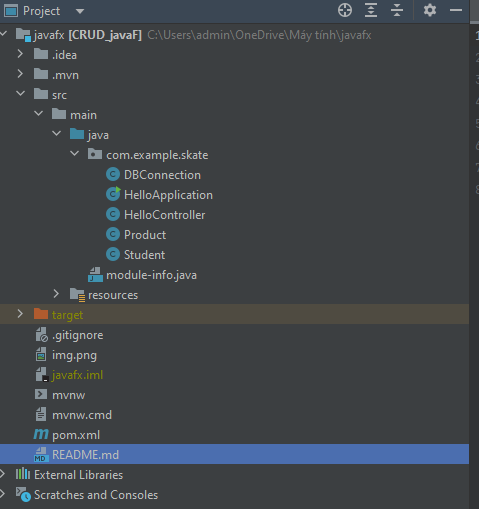 Project
javafx [CRUD_javaF] C:\Users\admin\OneDrive\Máy tính\javafx
.idea
.mvn
src
main
java
com.example.skate
DBConnection
HelloApplication
HelloController
Product
Student
module-info.java
resources
target
.gitignore
img.png
javafx.iml
mvnw
mvnw.cmd
pom.xml
README.md
External Libraries
Scratches and Consoles